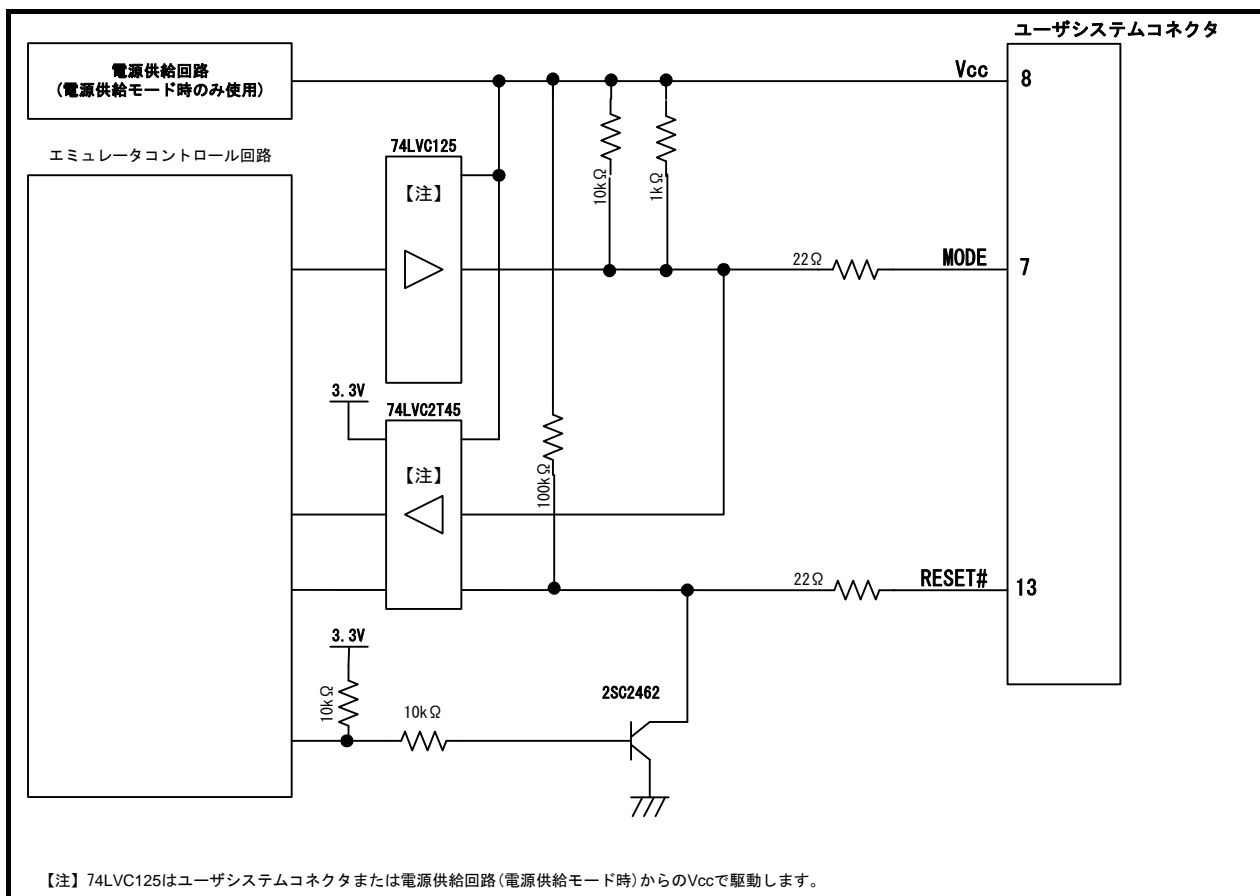 ユーザシステムコネクタ
電源供給回路
(電源供給モード時のみ使用)
Vcc
8
エミュレータコントロール回路
74LVC125
【注】
10kΩ
1kΩ
22Ω
MODE
7
3.3V
74LVC2T45
【注】
100kΩ
22Ω
RESET#
13
3.3V
10kΩ
10kΩ
2SC2462
【注】74LVC125はユーザシステムコネクタまたは電源供給回路(電源供給モード時)からのVccで駆動します。